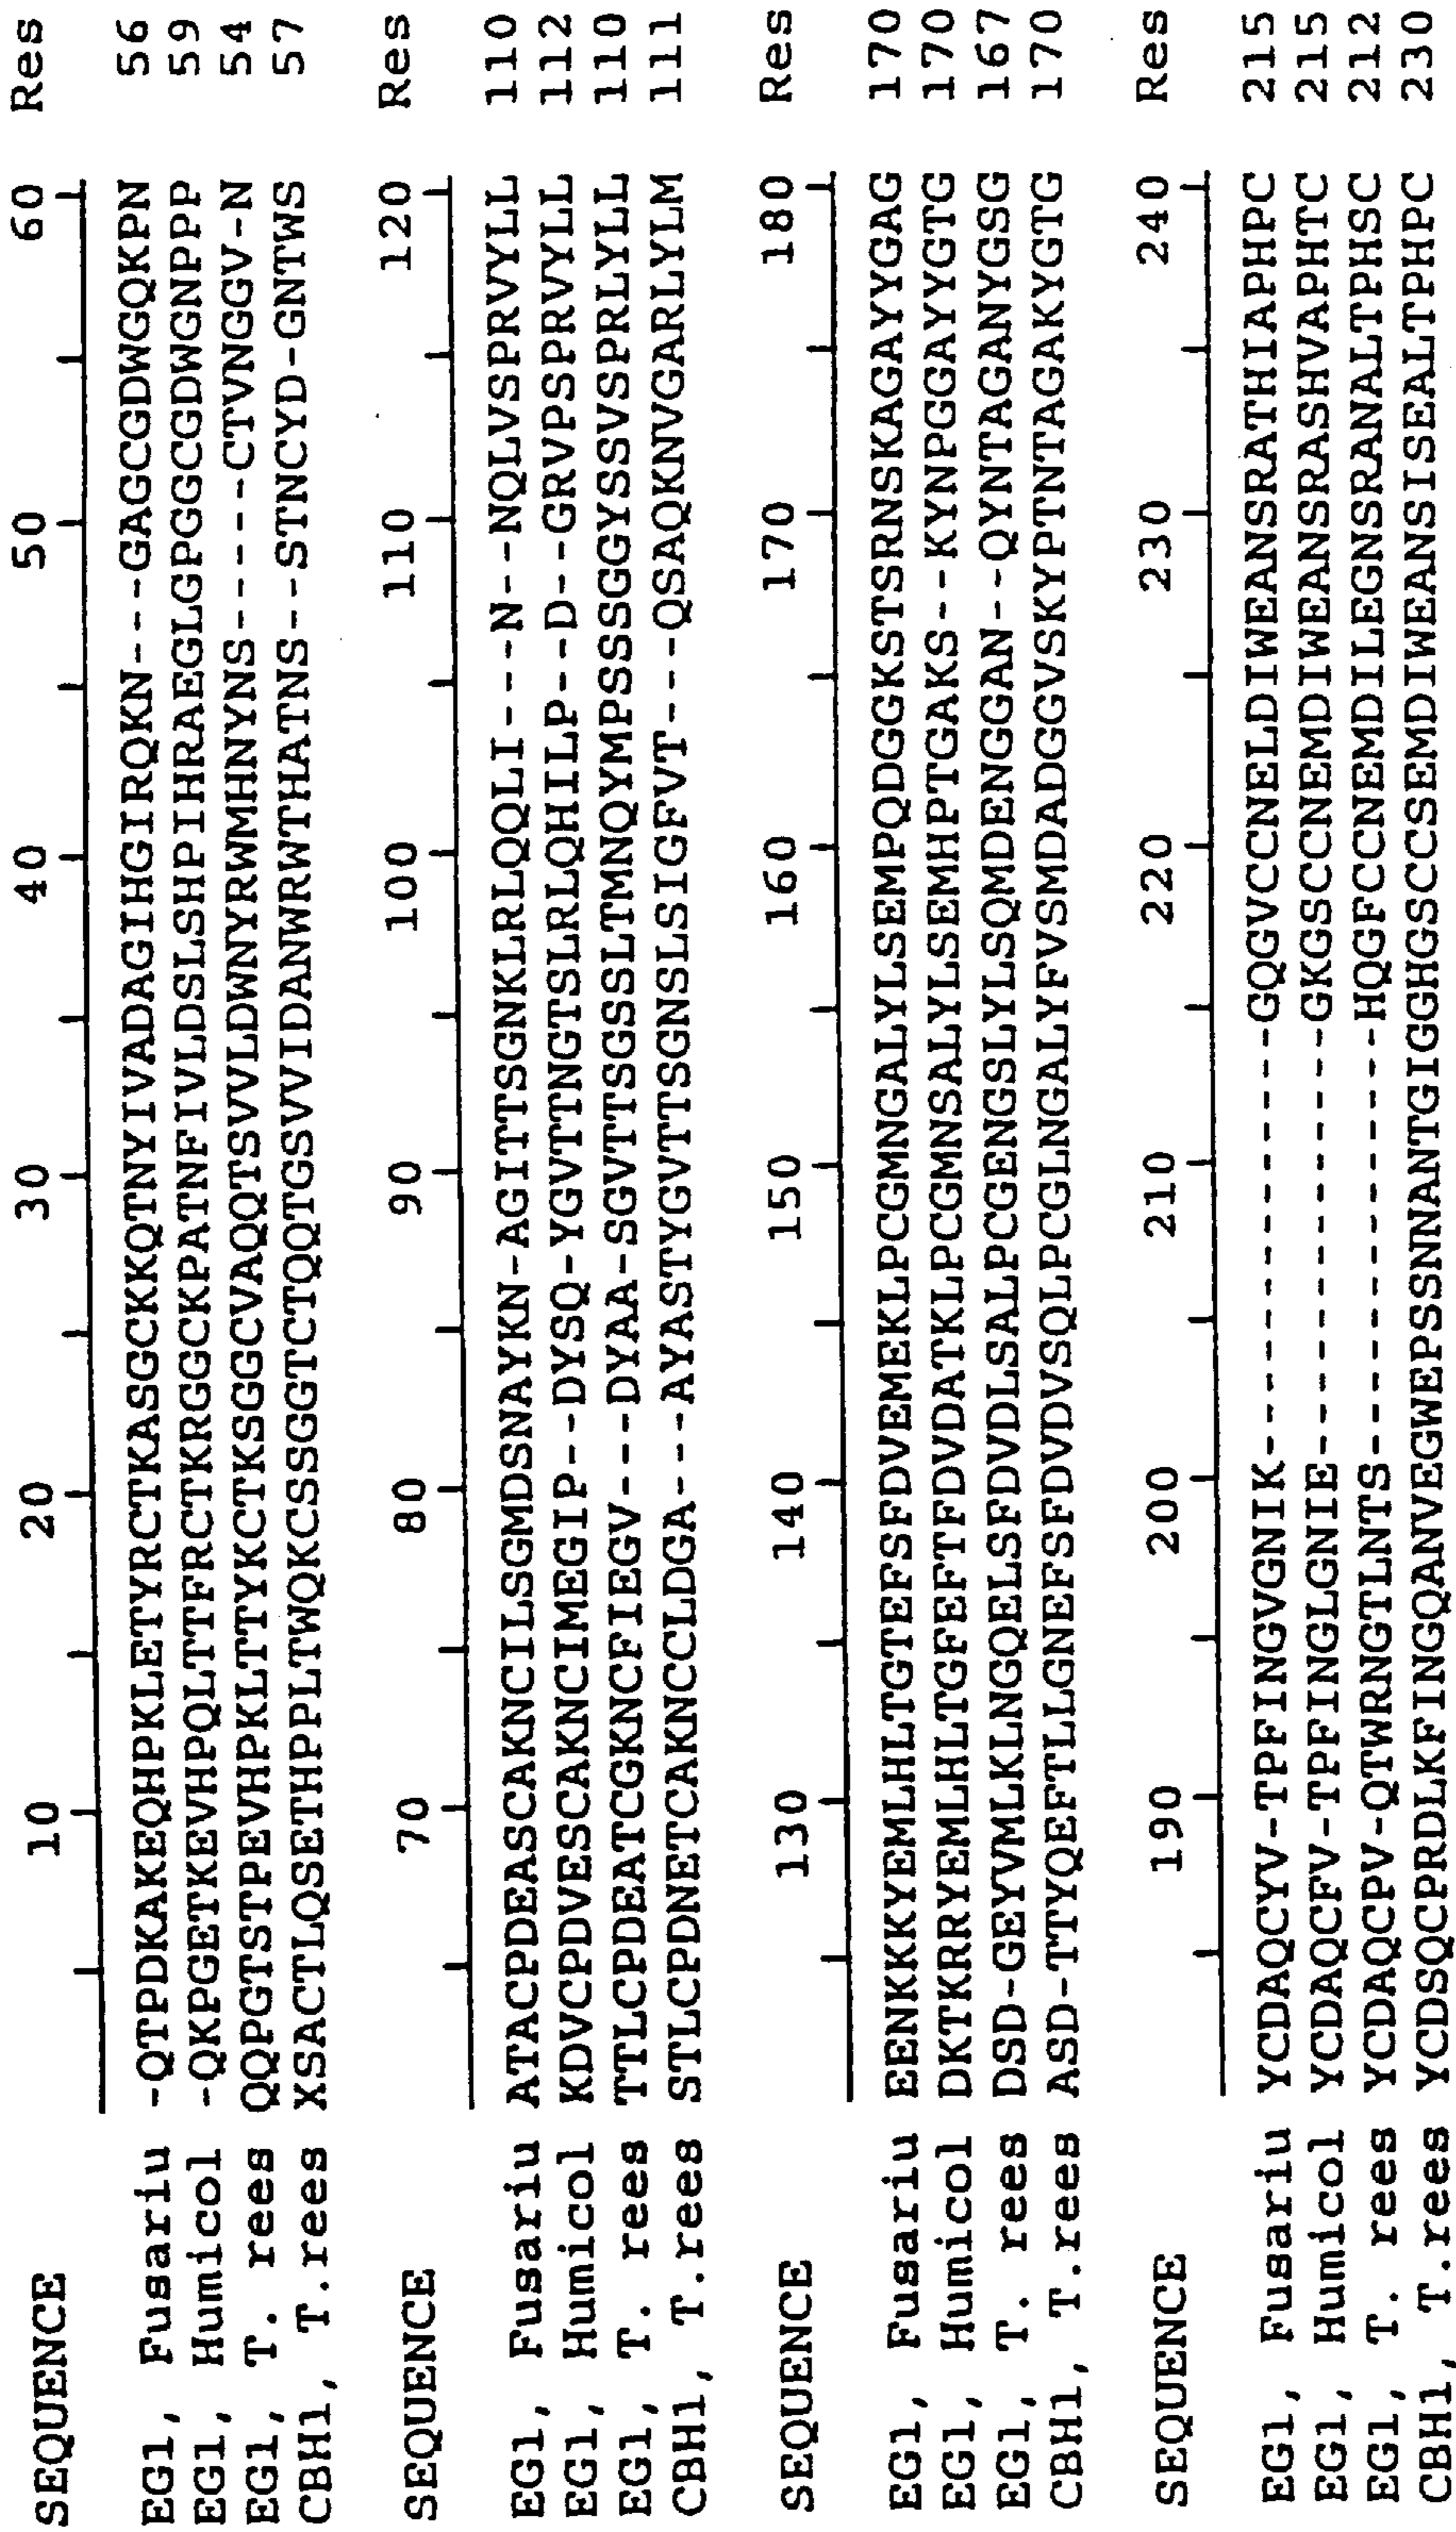 SEQUENCE 10 20 30 40 50 60 Res
EG1, Fusariu -QTPDKAKEQHPKLETYRCTKASGCKKQTNYIVADAGIHGIRQKN---GAGCGDWGQKPN 56
EG1, Humicol -QKPGETKEVHPQLTTFRCTKRGGCKPATNFIVLDSLSHPIHRAEGLGPGGCGDWGNPPP 59
EG1, T. rees QQPGTSTPEVHPKLTTYKCTKSGGCVAQQTSVVLDWNYRWMHNYNS-----CTVNGGV-N 54
CBH1, T.rees XSACTLQSETHPPLTWQKCSSGGTCTQQTGSVVIDANWRWTHATNS--STNCYD-GNTWS 57
SEQUENCE 70 80 90 100 110 120 Res
EG1, Fusariu ATACPDEASCAKNCILSGMDSNAYKN-AGITTSGNKLRLQQLI---N--NQLVSPRVYLL 110
EG1, Humicol KDVCPDVESCAKNCIMEGIP--DYSQ-YGVTTNGTSLRLQHILP--D--GRVPSPRVYLL 112
EG1, T. rees TTLCPDEATCGKNCFIEGV---DYAA-SGVTTSGSSLTMNQYMPSSSGGYSSVSPRLYLL 110
CBH1, T.rees STLCPDNETCAKNCCLDGA---AYASTYGVTTSGNSLSIGFVT---QSAQKNVGARLYLM 111
SEQUENCE 130 140 150 160 170 180 Res
EG1, Fusariu EENKKKYEMLHLTGTEFSFDVEMEKLPCGMNGALYLSEMPQDGGKSTSRNSKAGAYYGAG 170
EG1, Humicol DKTKRRYEMLHLTGFEFTFDVDATKLPCGMNSALYLSEMHPTGAKS--KYNPGGAYYGTG 170
EG1, T. rees DSD-GEYVMLKLNGQELSFDVDLSALPCGENGSLYLSQMDENGGAN--QYNTAGANYGSG 167
CBH1, T.rees ASD-TTYQEFTLLGNEFSFDVDVSQLPCGLNGALYFVSMDADGGVSKYPTNTAGAKYGTG 170
SEQUENCE 190 200 210 220 230 240 Res
EG1, Fusariu YCDAQCYV-TPFINGVGNIK--------------GQGVCCNELDIWEANSRATHIAPHPC 215
EG1, Humicol YCDAQCFV-TPFINGLGNIE--------------GKGSCCNEMDIWEANSRASHVAPHTC 215
EG1, T. rees YCDAQCPV-QTWRNGTLNTS--------------HQGFCCNEMDILEGNSRANALTPHSC 212
CBH1, T.rees YCDSQCPRDLKFINGQANVEGWEPSSNNANTGIGGHGSCCSEMDIWEANSISEALTPHPC 230